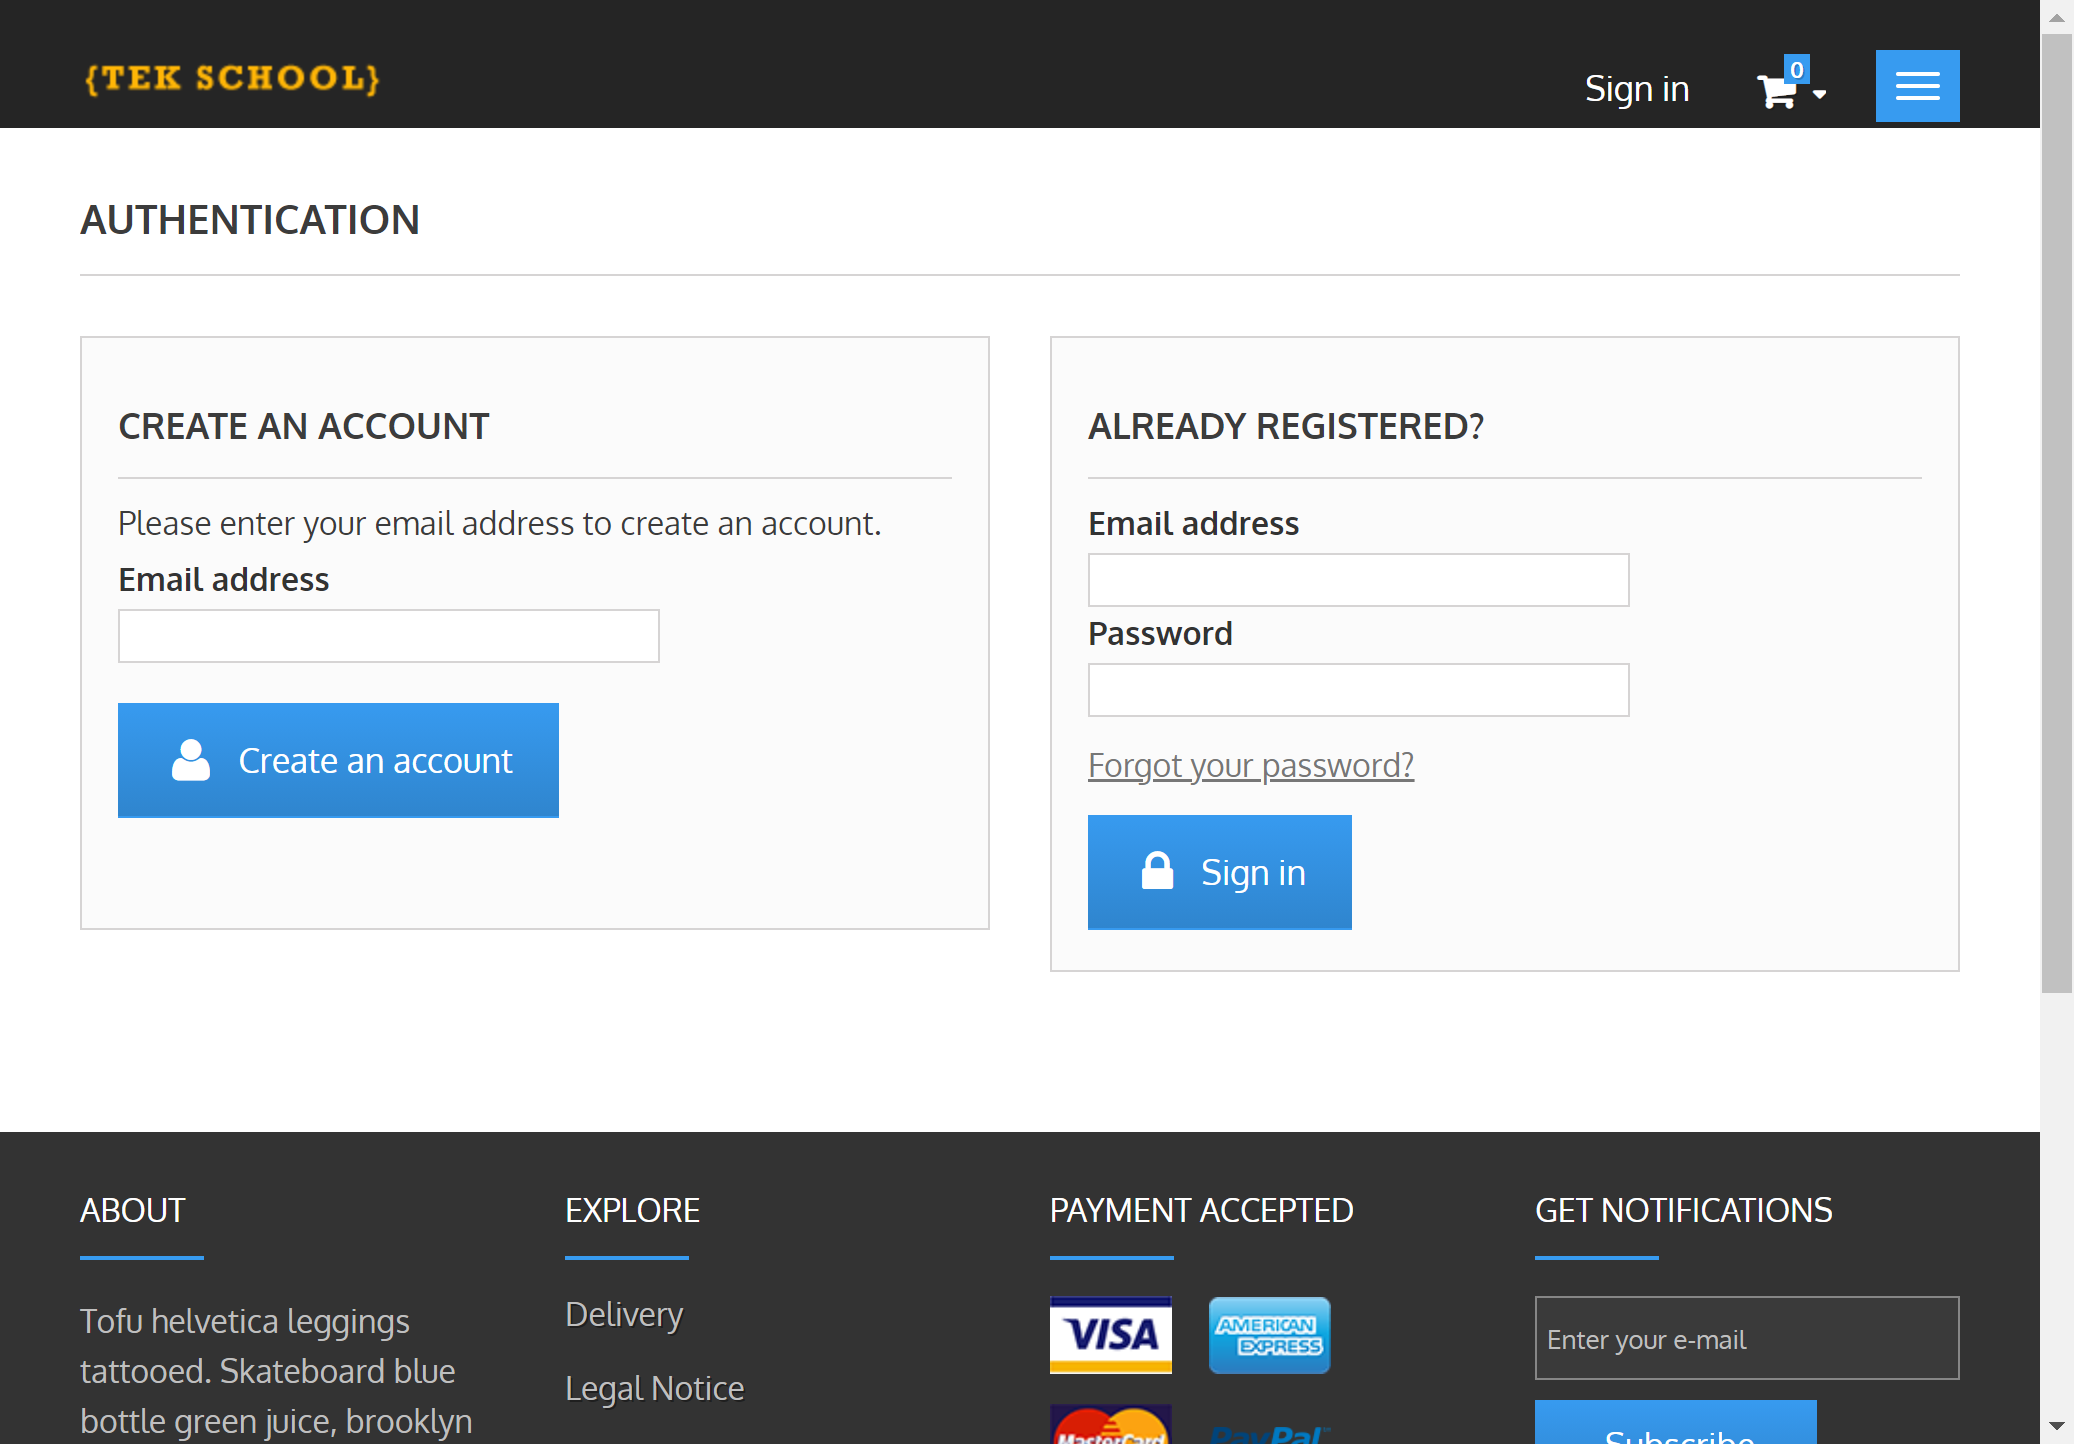 {TEK SCHOOL}
Sign in
0
AUTHENTICATION
CREATE AN ACCOUNT
Please enter your email address to create an account.
Email address
Create an account
ALREADY REGISTERED?
Email address
Password
Forgot your password?
Sign in
ABOUT
Tofu helvetica leggings
tattooed. Skateboard blue
bottle green juice, brooklyn
EXPLORE
Delivery
Legal Notice
PAYMENT ACCEPTED
VISA
AMERICAN
EXPRESS
MasterCard
PayPal
GET NOTIFICATIONS
Enter your e-mail
Subscribe